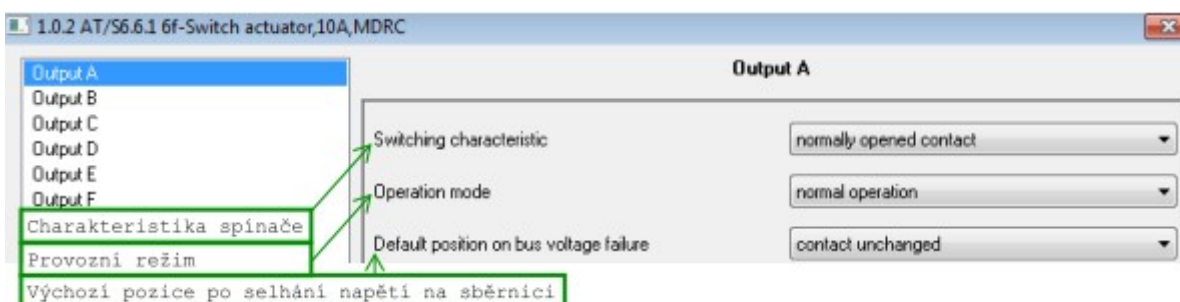 1.0.2 AT/S6.6.1 6f-Switch actuator,10A,MDRC
Output A
Output A
Output B
Output C
Output D
Output E
Output F
Switching characteristic
normally opened contact
Operation mode
normal operation
Default position on bus voltage failure
contact unchanged
Charakteristika spínače
Provozní režim
Výchozí pozice po selhání napětí na sběrnici